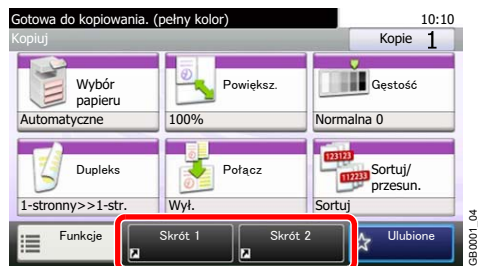 Gotowa do kopiowania. (pełny kolor)
10:10
Kopiuj
Kopie 1
Wybór
papieru
Powiększ.
Gęstość
Automatyczne
100%
Normalna 0
Dupleks
Połącz
123123
112233
Sortuj/
przesun.
1-stronny>>1-str.
Wył.
Sortuj
Funkcje
Skrót 1
Skrót 2
Ulubione
GB0001_04